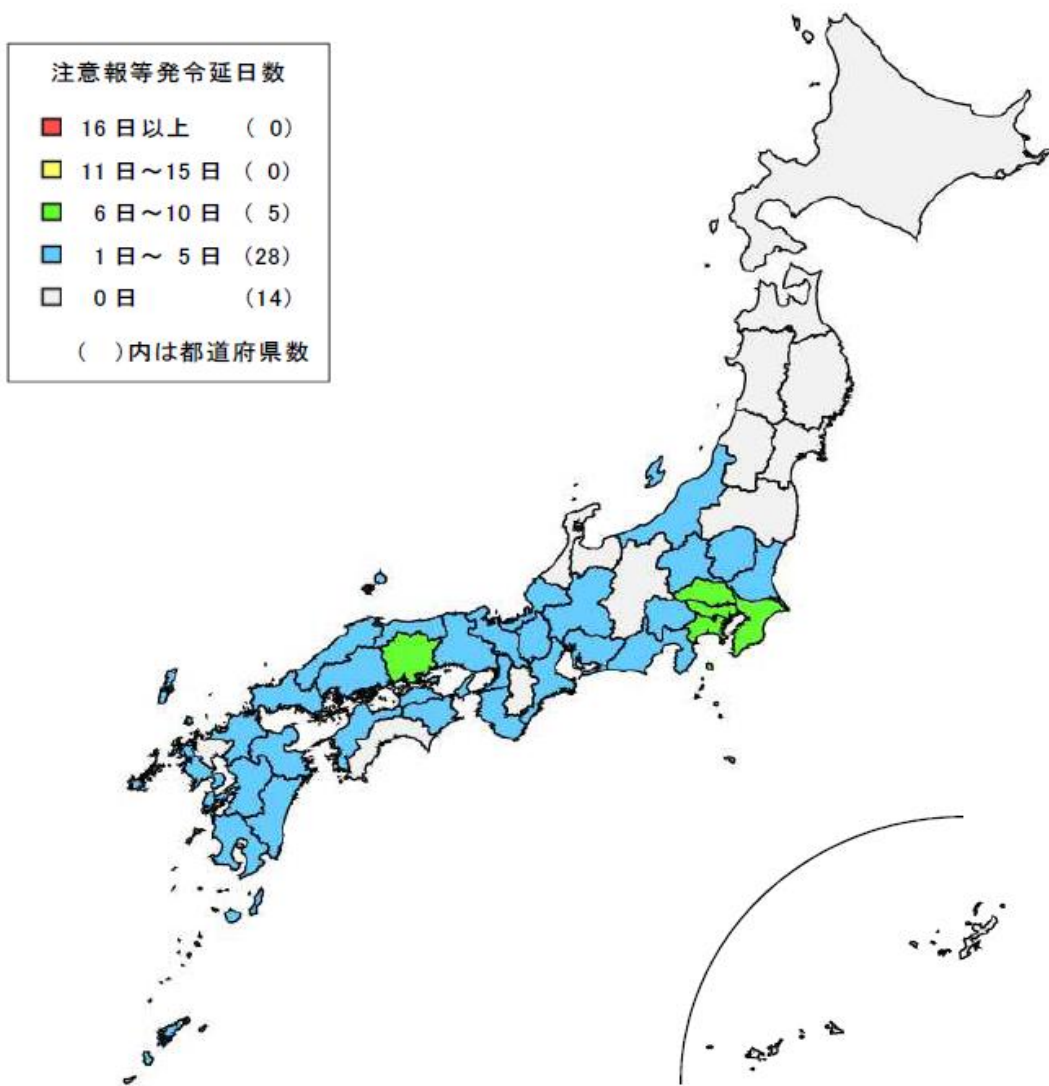 注意報等発令延日数
16 日以上 ( 0)
11 日～15 日 ( 0)
6 日～10 日 ( 5)
1 日～ 5 日 (28)
0 日 (14)
( )内は都道府県数